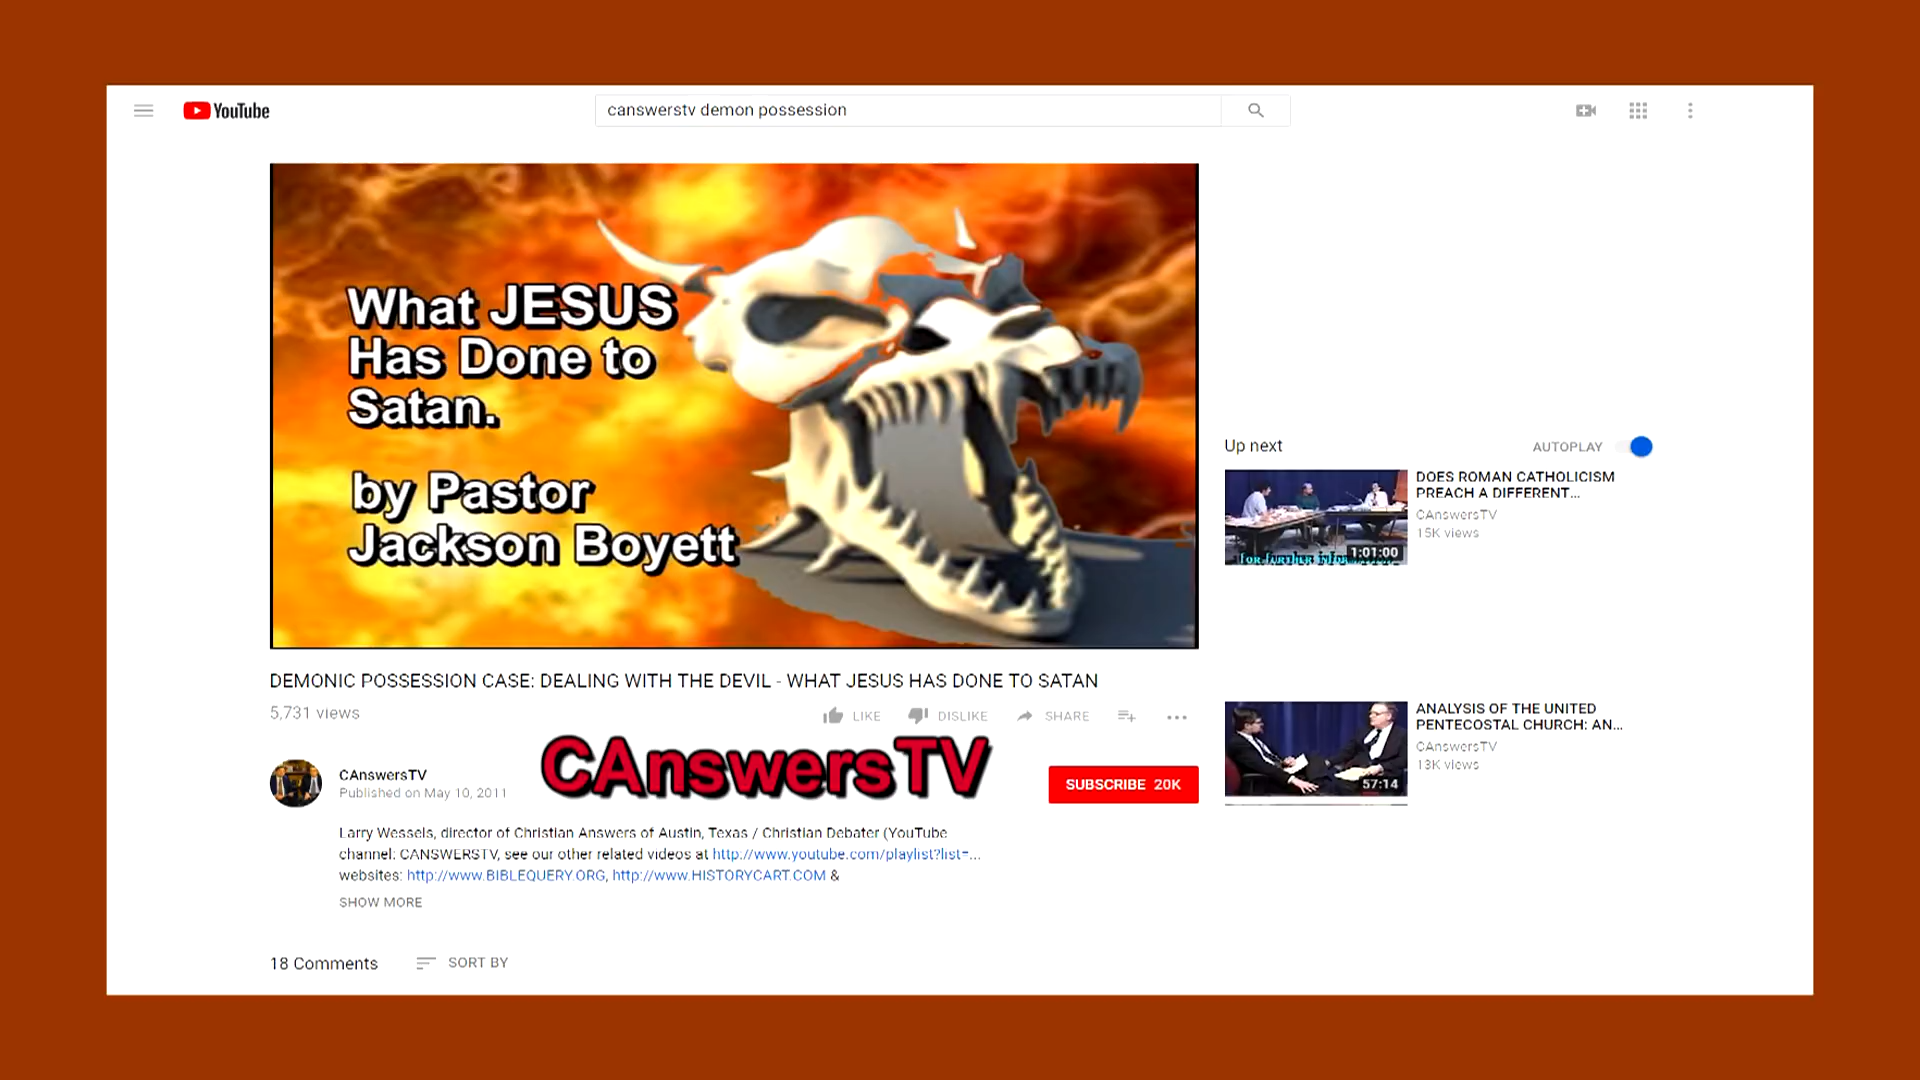 YouTube
canswerstv demon possession
What JESUS
Has Done to
Satan.
by Pastor
Jackson Boyett
DEMONIC POSSESSION CASE: DEALING WITH THE DEVIL - WHAT JESUS HAS DONE TO SATAN
5,731 views
LIKE
DISLIKE
SHARE
CAnswersTV
Published on May 10, 2011
CAnswersTV
SUBSCRIBE 20K
Larry Wessels, director of Christian Answers of Austin, Texas / Christian Debater (YouTube
channel: CANSWERSTV, see our other related videos at http://www.youtube.com/playlist?list=...
websites: http://www.BIBLEQUERY.ORG, http://www.HISTORYCART.COM &
SHOW MORE
18 Comments
SORT BY
Up next
AUTOPLAY
for further
1:01:00
DOES ROMAN CATHOLICISM
PREACH A DIFFERENT...
CAnswersTV
15K views
57:14
ANALYSIS OF THE UNITED
PENTECOSTAL CHURCH: AN...
CAnswersTV
13K views